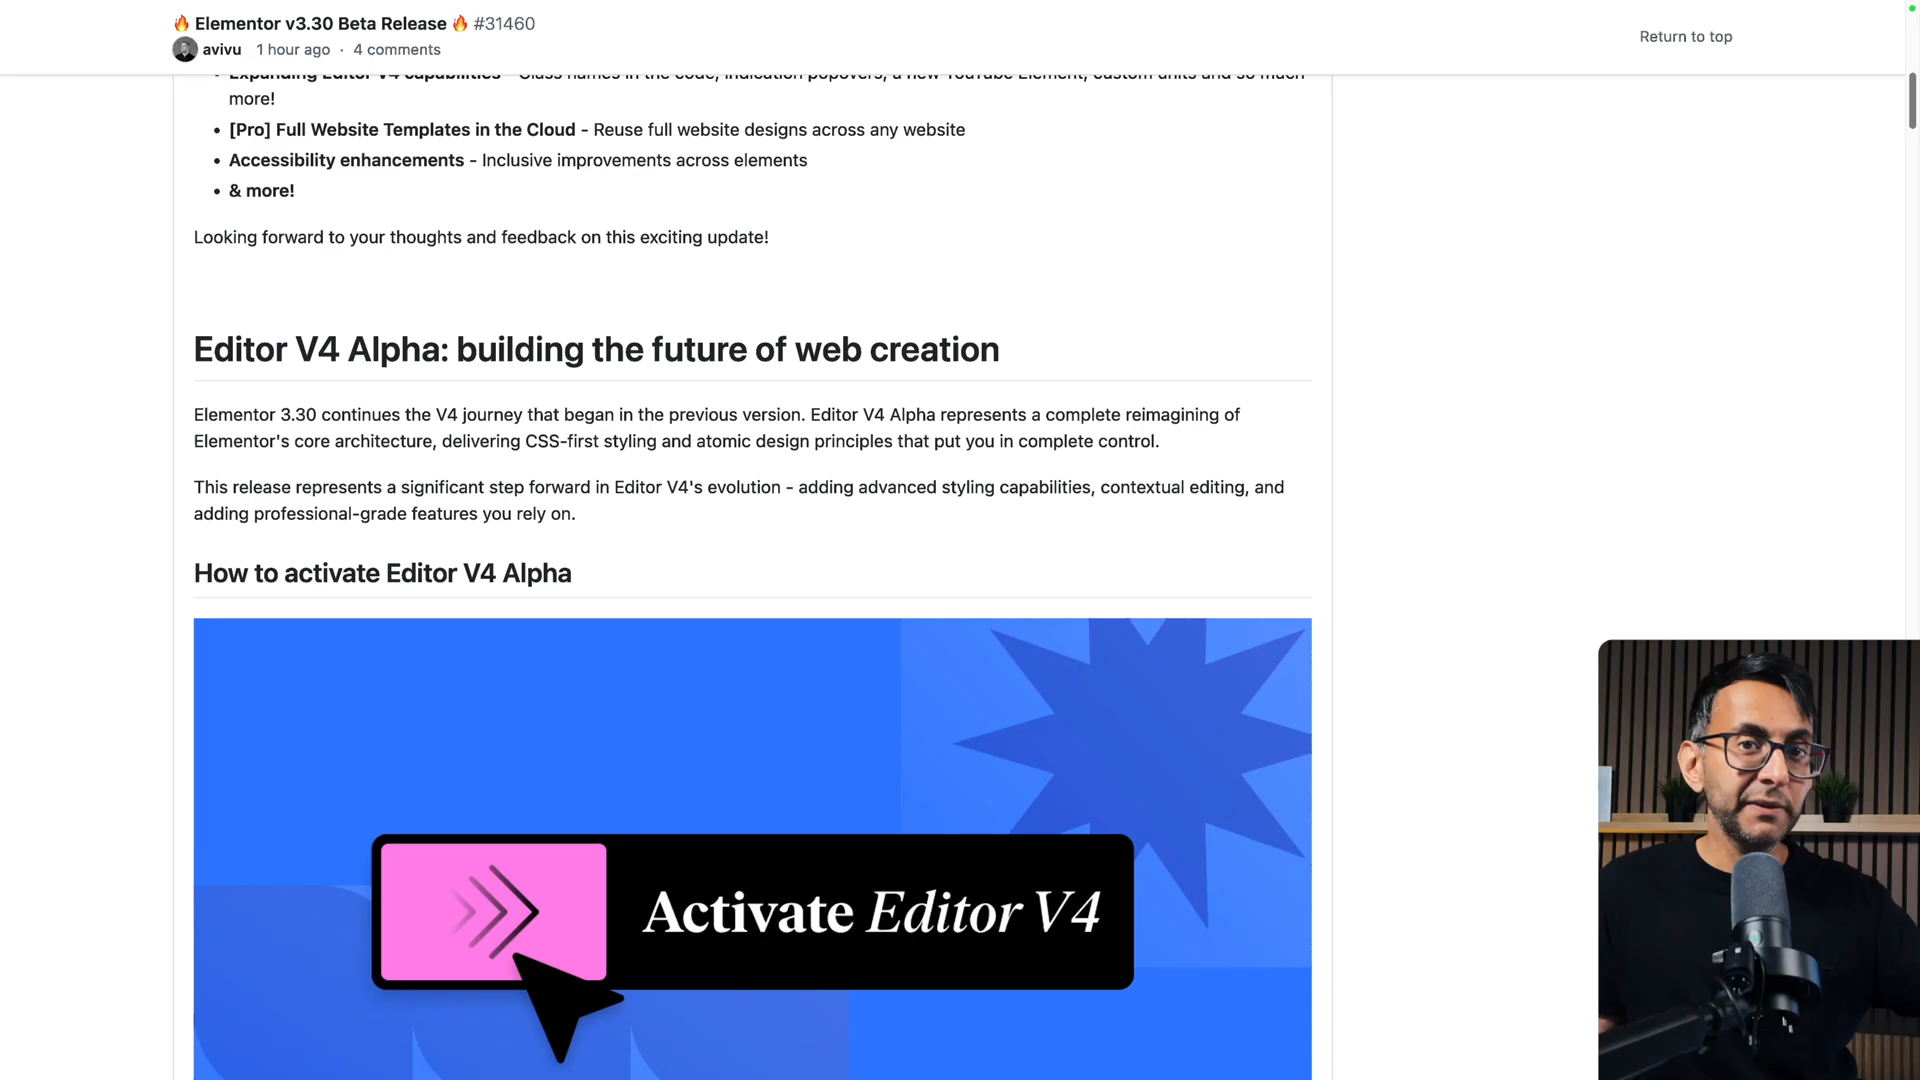 🔥 Elementor v3.30 Beta Release 🔥 #31460
avivu 1 hour ago · 4 comments
Return to top
• Expanding Editor V4 capabilities - Class names in the code, indication popovers, a new YouTube Element, custom units and so much
more!
• [Pro] Full Website Templates in the Cloud - Reuse full website designs across any website
• Accessibility enhancements - Inclusive improvements across elements
• & more!
Looking forward to your thoughts and feedback on this exciting update!
Editor V4 Alpha: building the future of web creation
Elementor 3.30 continues the V4 journey that began in the previous version. Editor V4 Alpha represents a complete reimagining of
Elementor's core architecture, delivering CSS-first styling and atomic design principles that put you in complete control.
This release represents a significant step forward in Editor V4's evolution - adding advanced styling capabilities, contextual editing, and
adding professional-grade features you rely on.
How to activate Editor V4 Alpha
Activate Editor V4